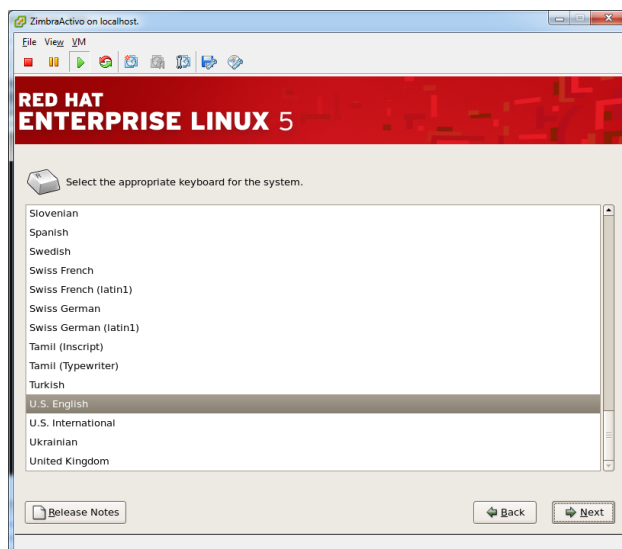 ZimbraActivo on localhost.
File View VM
RED HAT
ENTERPRISE LINUX 5
Select the appropriate keyboard for the system.
Slovenian
Spanish
Swedish
Swiss French
Swiss French (latin1)
Swiss German
Swiss German (latin1)
Tamil (Inscript)
Tamil (Typewriter)
Turkish
U.S. English
U.S. International
Ukrainian
United Kingdom
Release Notes Back Next